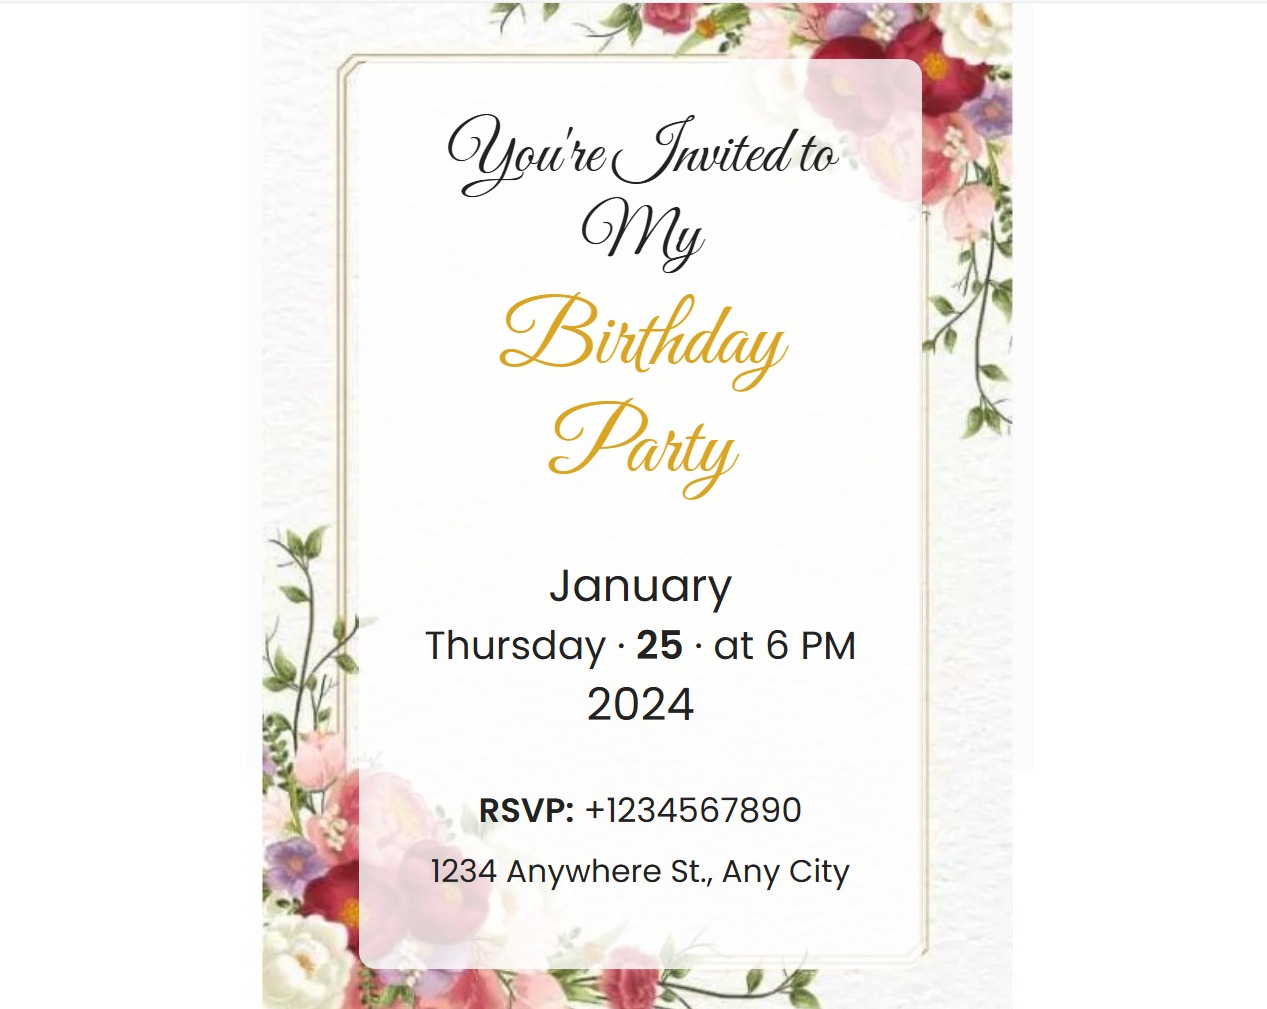 You're Invited to
My
Birthday
Party
January
Thursday · 25 · at 6 PM
2024
RSVP: +1234567890
1234 Anywhere St., Any City